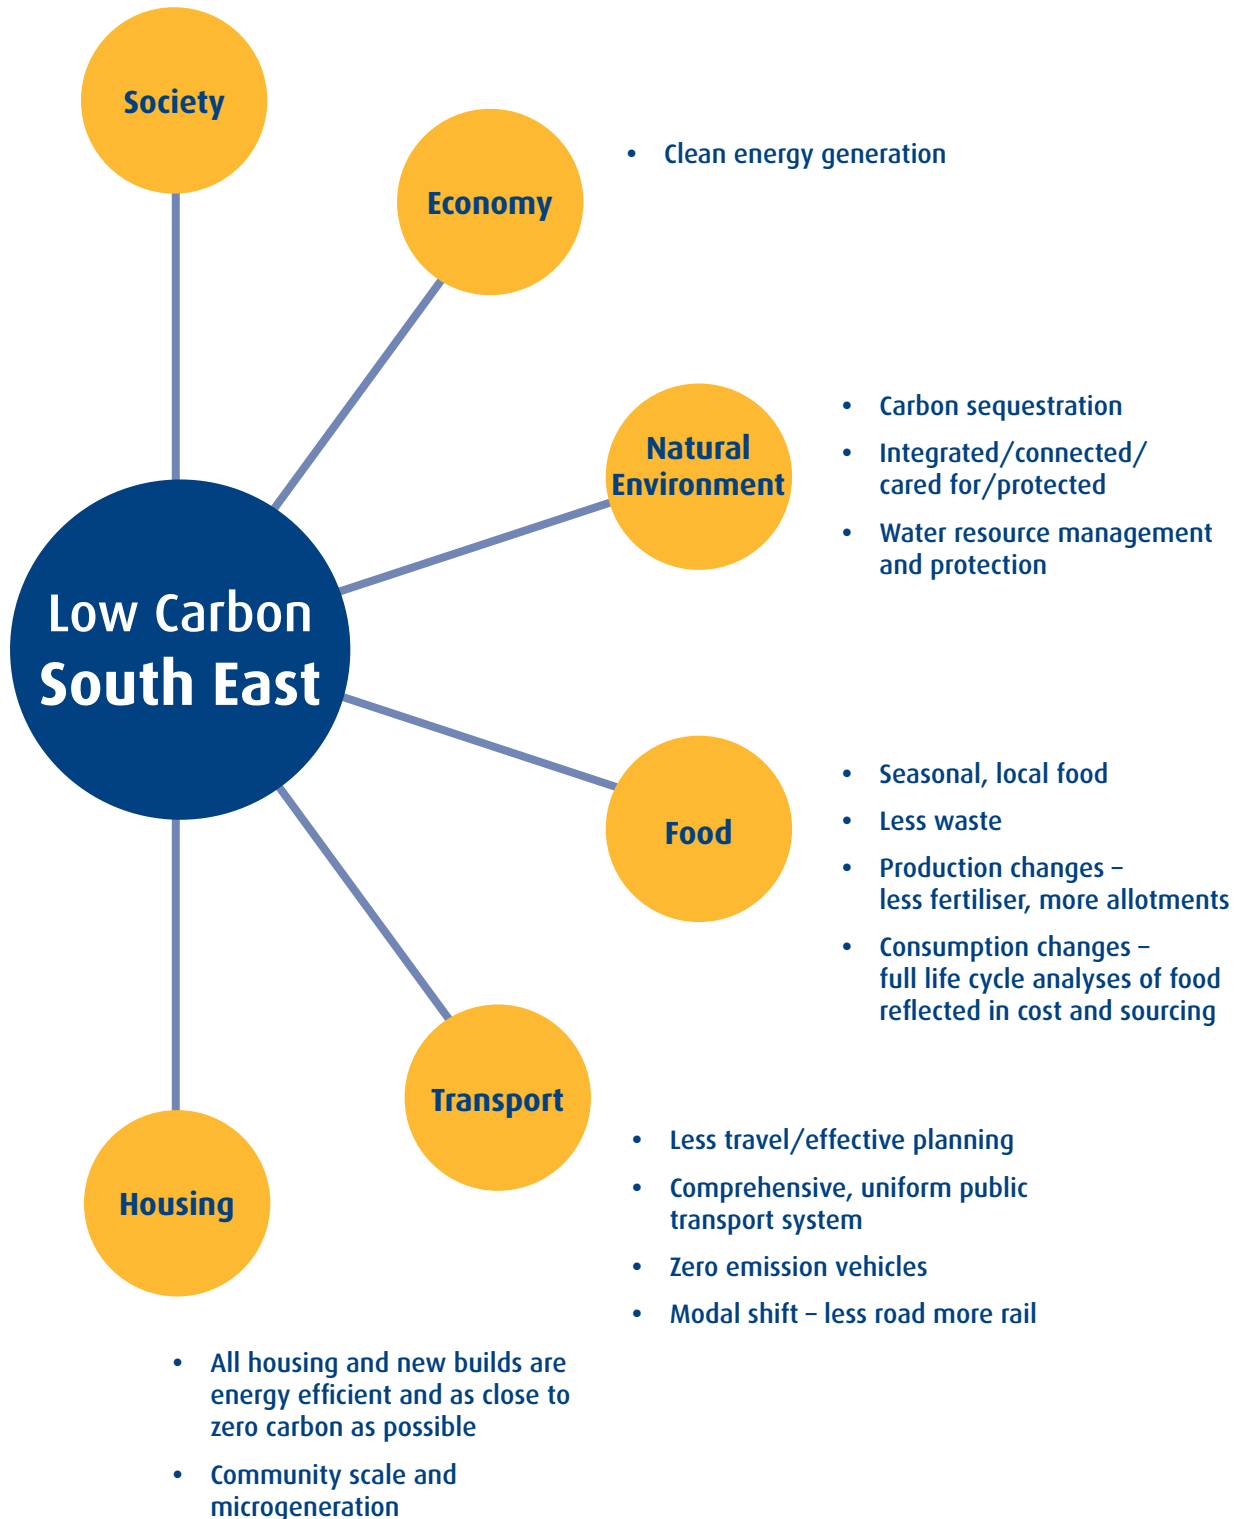 Society
Economy
• Clean energy generation
Natural
Environment
• Carbon sequestration
• Integrated/connected/
cared for/protected
• Water resource management
and protection
Low Carbon
South East
Food
• Seasonal, local food
• Less waste
• Production changes –
less fertiliser, more allotments
• Consumption changes –
full life cycle analyses of food
reflected in cost and sourcing
Transport
• Less travel/effective planning
• Comprehensive, uniform public
transport system
• Zero emission vehicles
• Modal shift – less road more rail
Housing
• All housing and new builds are
energy efficient and as close to
zero carbon as possible
• Community scale and
microgeneration